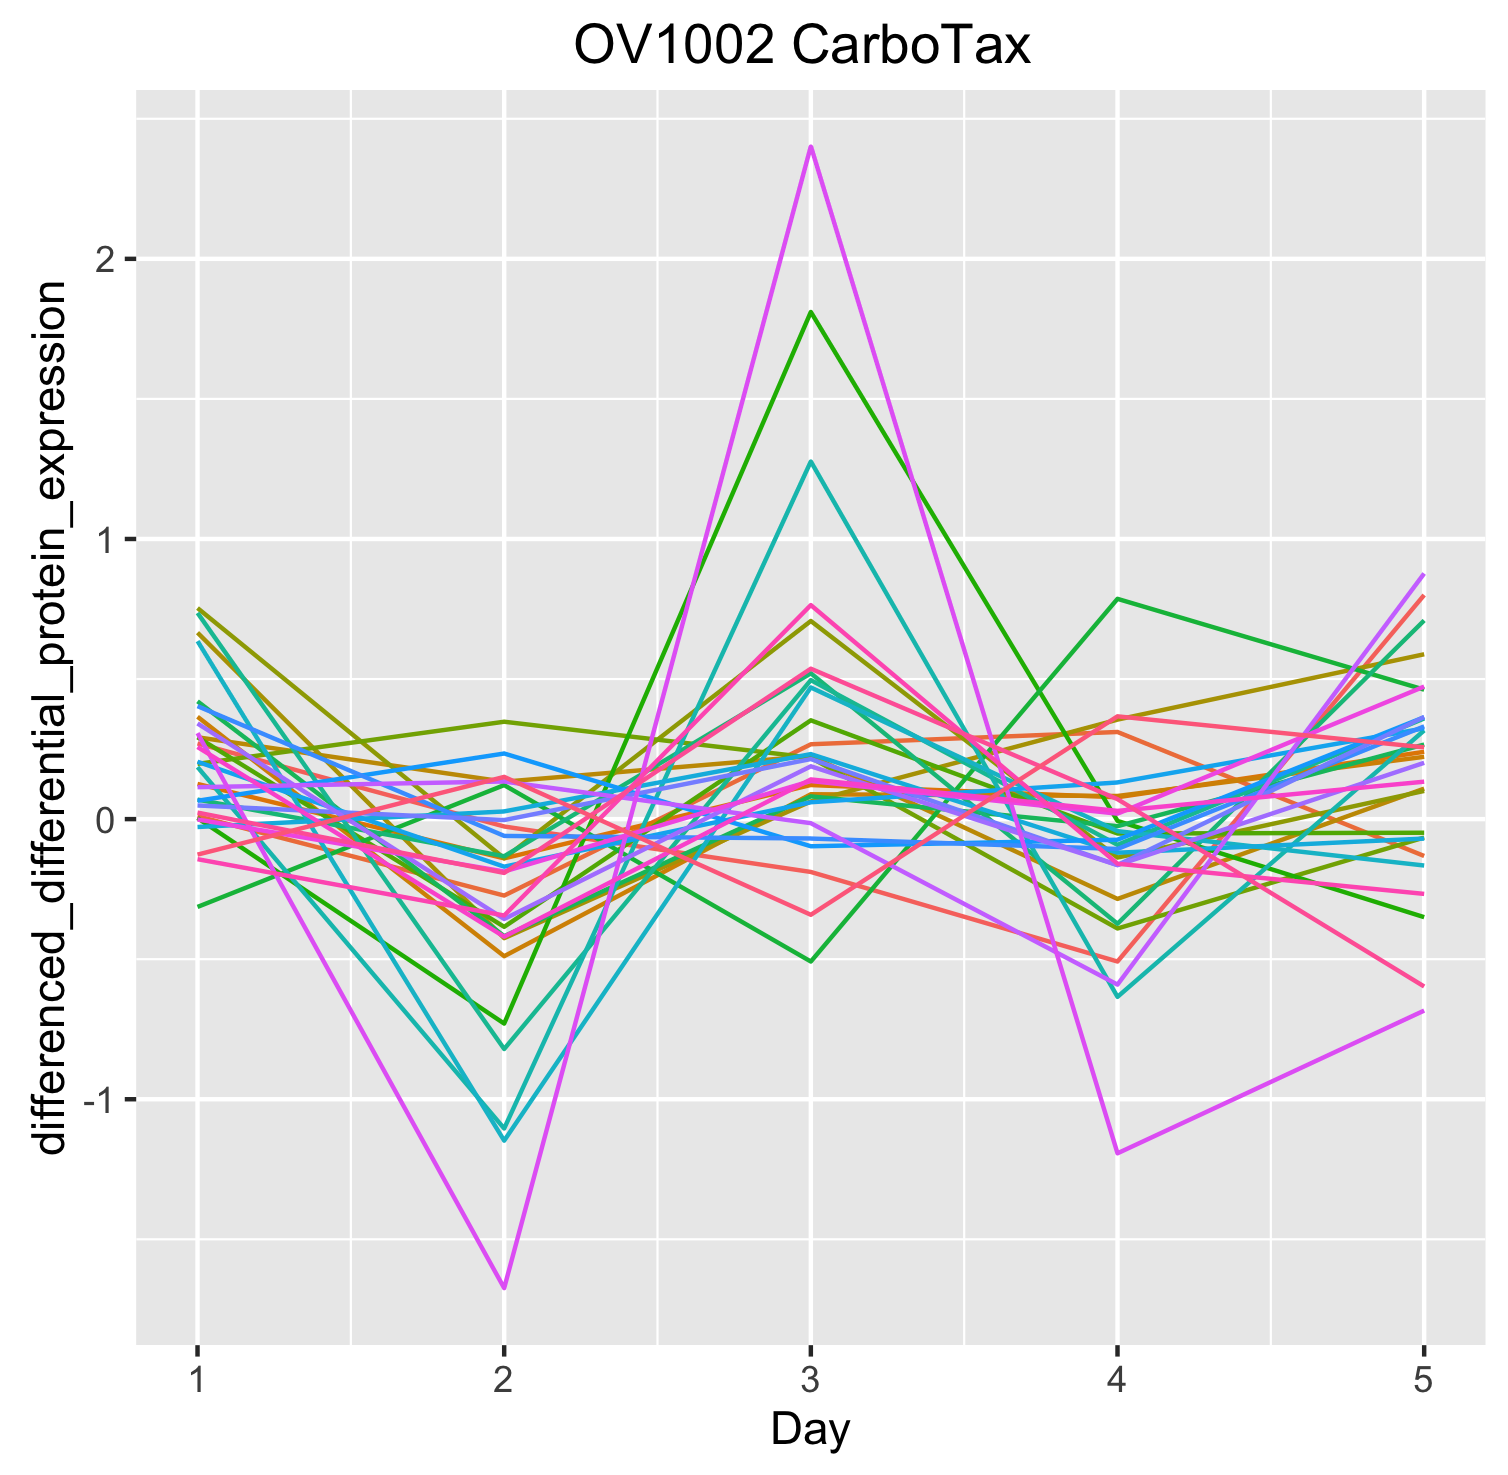 OV1002 CarboTax
differenced_differential_protein_expression
2
1
0
-1
1 2 3 4 5
Day